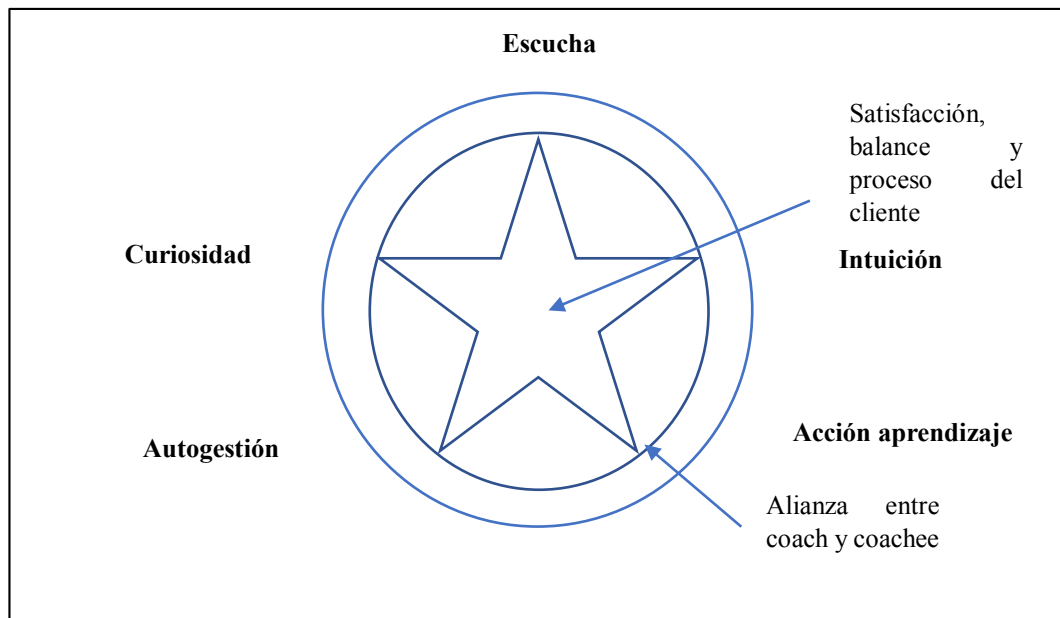 Escucha
Satisfacción,
balance y
proceso del
cliente
Curiosidad
Intuición
Autogestión
Acción aprendizaje
Alianza entre
coach y coachee